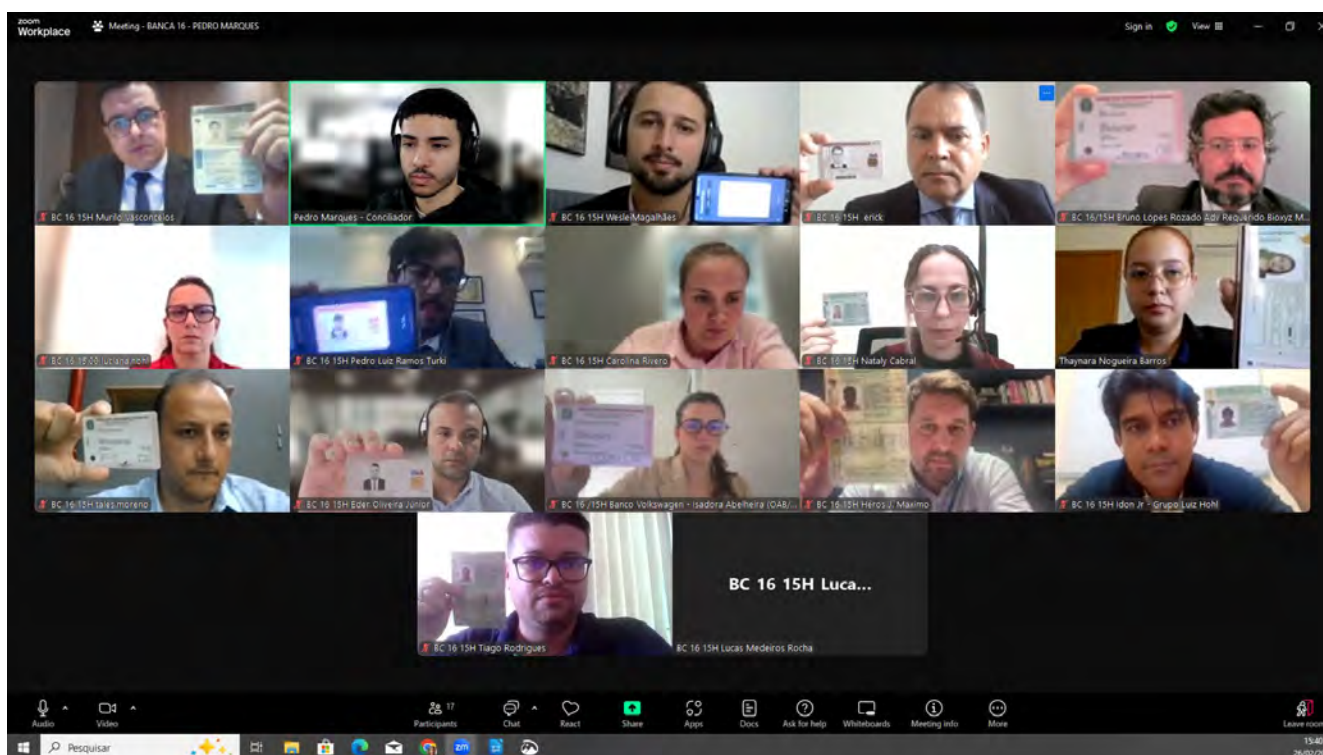 zoom
Workplace
Meeting - BANCA 16 - PEDRO MARQUES
Sign in
View
BC 16 15H Murilo Vasconcelos
Pedro Marques - Conciliador
BC 16 15H Wesle Magalhães
BC 16 15H erick
BC 16/15H Bruno Lopes Rozado Adv Requerido Bioxyz M...
BC 16 15:00 luciana hohl
BC 16 15H Pedro Luiz Ramos Turki
BC 16 15H Carolina Rivero
BC 16 15H Nataly Cabral
Thaynara Nogueira Barros
BC 16 15H tales.moreno
BC 16 15H Eder Oliveira Júnior
BC 16 /15H Banco Volkswagen - Isadora Abelheira (OAB/...
BC 16 15H Heros J. Maximo
BC 16 15H Idon Jr - Grupo Luiz Hohl
BC 16 15H Luca...
BC 16 15H Tiago Rodrigues
BC 16 15H Lucas Medeiros Rocha
Audio
Video
17
Participants
Chat
React
Share
Apps
Docs
Ask for help
Whiteboards
Meeting info
More
Leave room
Pesquisar
zm
15:40
26/02/20